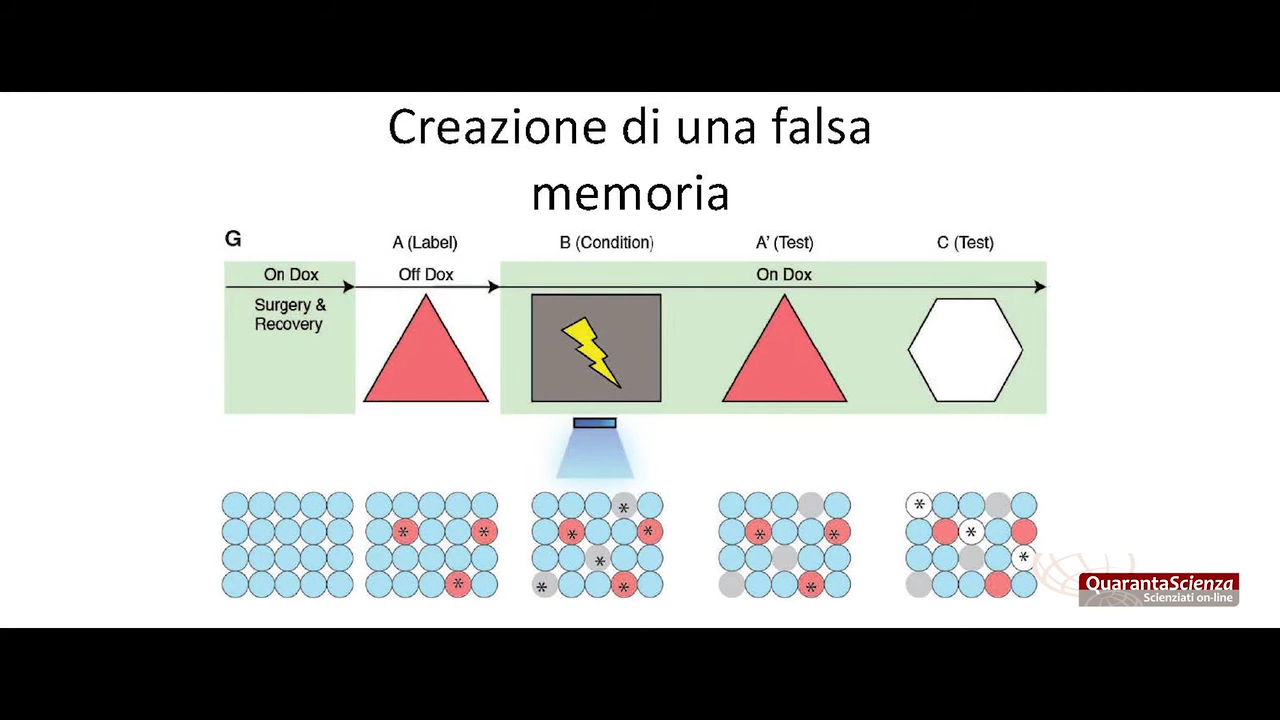 Creazione di una falsa
memoria
G
A (Label)
B (Condition)
A’ (Test)
C (Test)
On Dox
Off Dox
On Dox
Surgery &
Recovery
* * *
* * * * * *
* * *
* * *
QuarantaScienza
Scienziati on-line